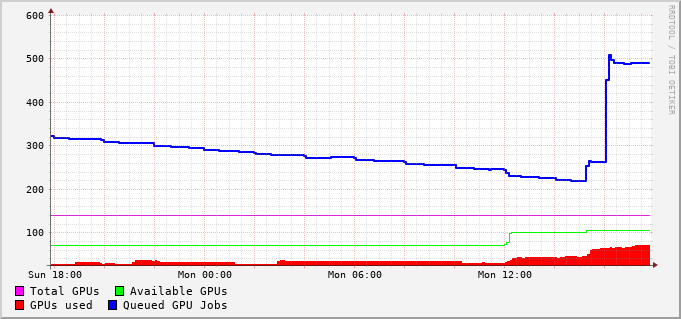 600
500
400
300
200
100
Sun 18:00 Mon 00:00 Mon 06:00 Mon 12:00
Total GPUs Available GPUs
GPUs used Queued GPU Jobs
RRDTOOL / TOBI OETIKER